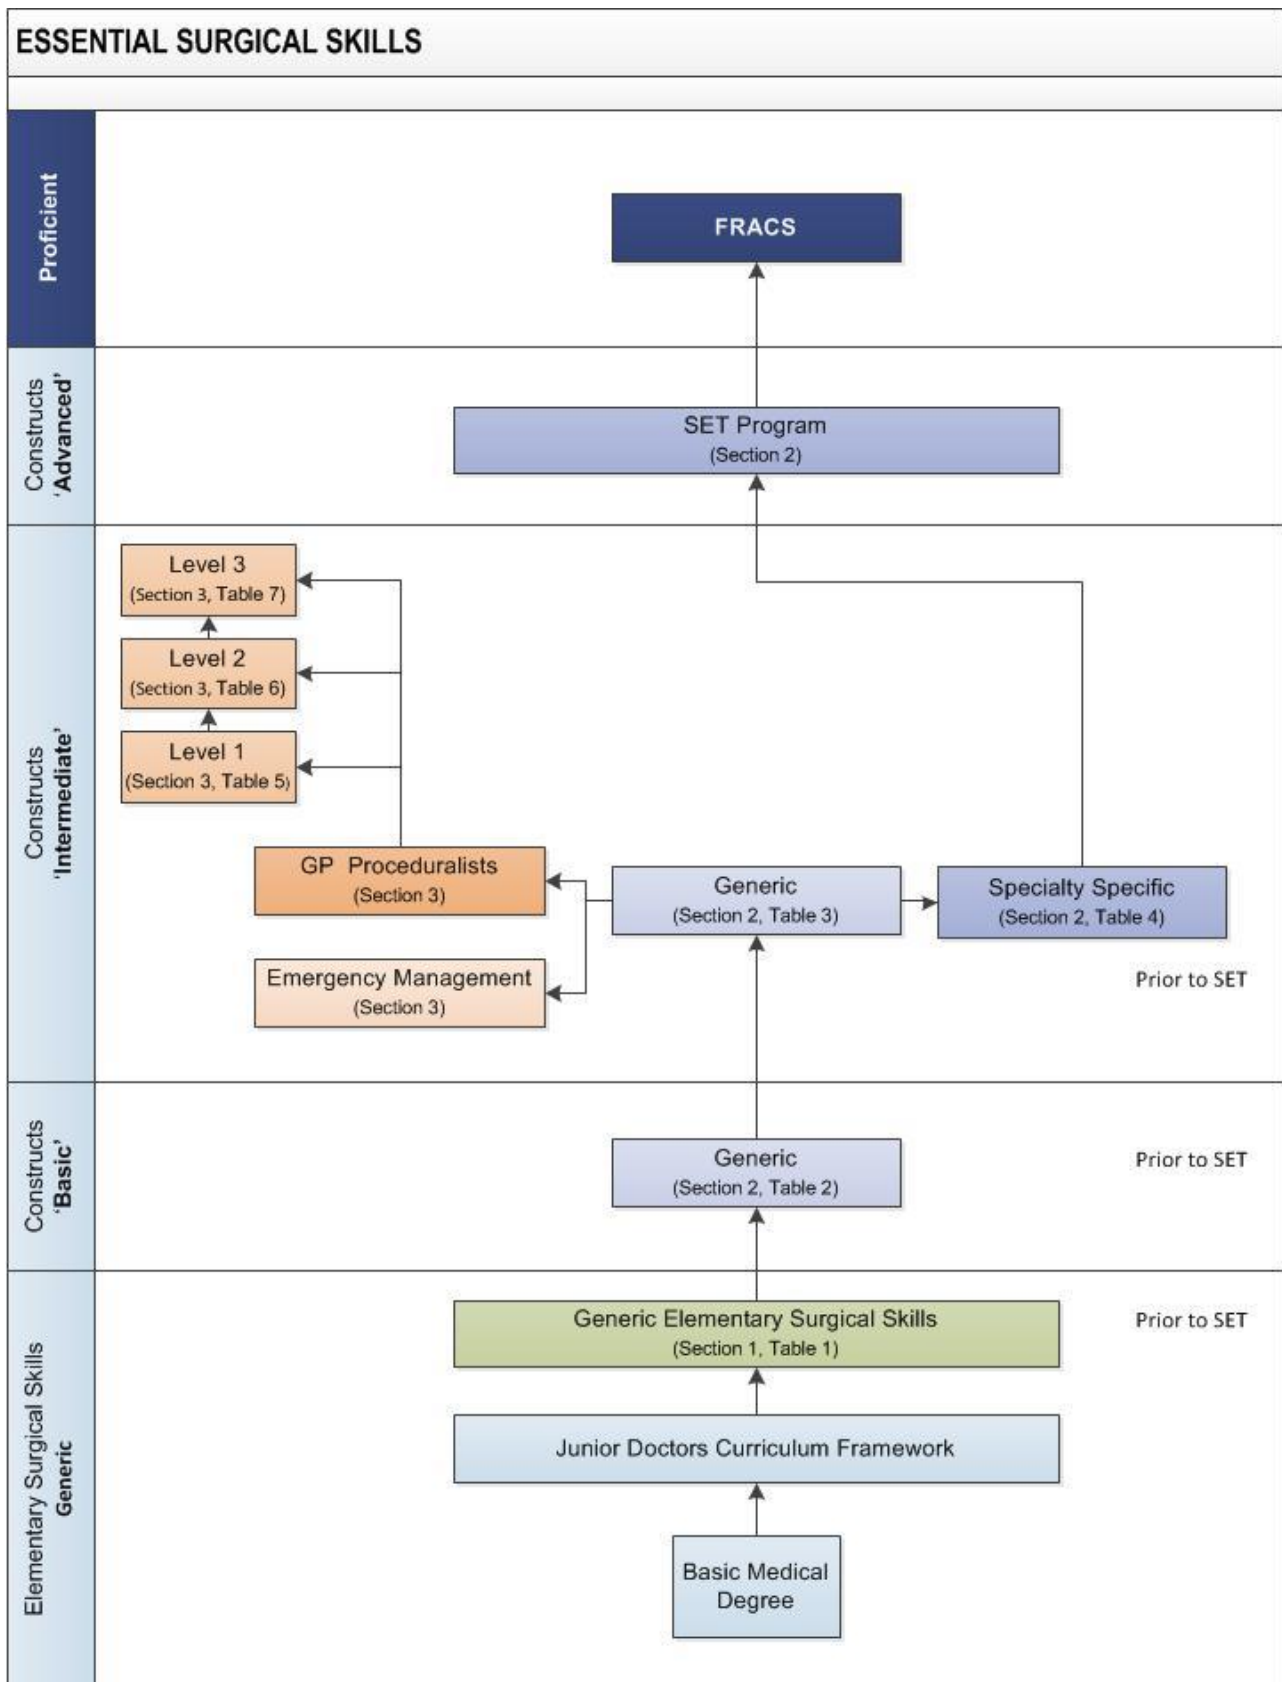 ESSENTIAL SURGICAL SKILLS
Proficient
FRACS
Constructs
'Advanced'
SET Program
(Section 2)
Constructs
'Intermediate'
Level 3
(Section 3, Table 7)
Level 2
(Section 3, Table 6)
Level 1
(Section 3, Table 5)
GP Proceduralists
(Section 3)
Generic
(Section 2, Table 3)
Specialty Specific
(Section 2, Table 4)
Emergency Management
(Section 3)
Prior to SET
Constructs
'Basic'
Generic
(Section 2, Table 2)
Prior to SET
Elementary Surgical Skills
Generic
Generic Elementary Surgical Skills
(Section 1, Table 1)
Prior to SET
Junior Doctors Curriculum Framework
Basic Medical
Degree